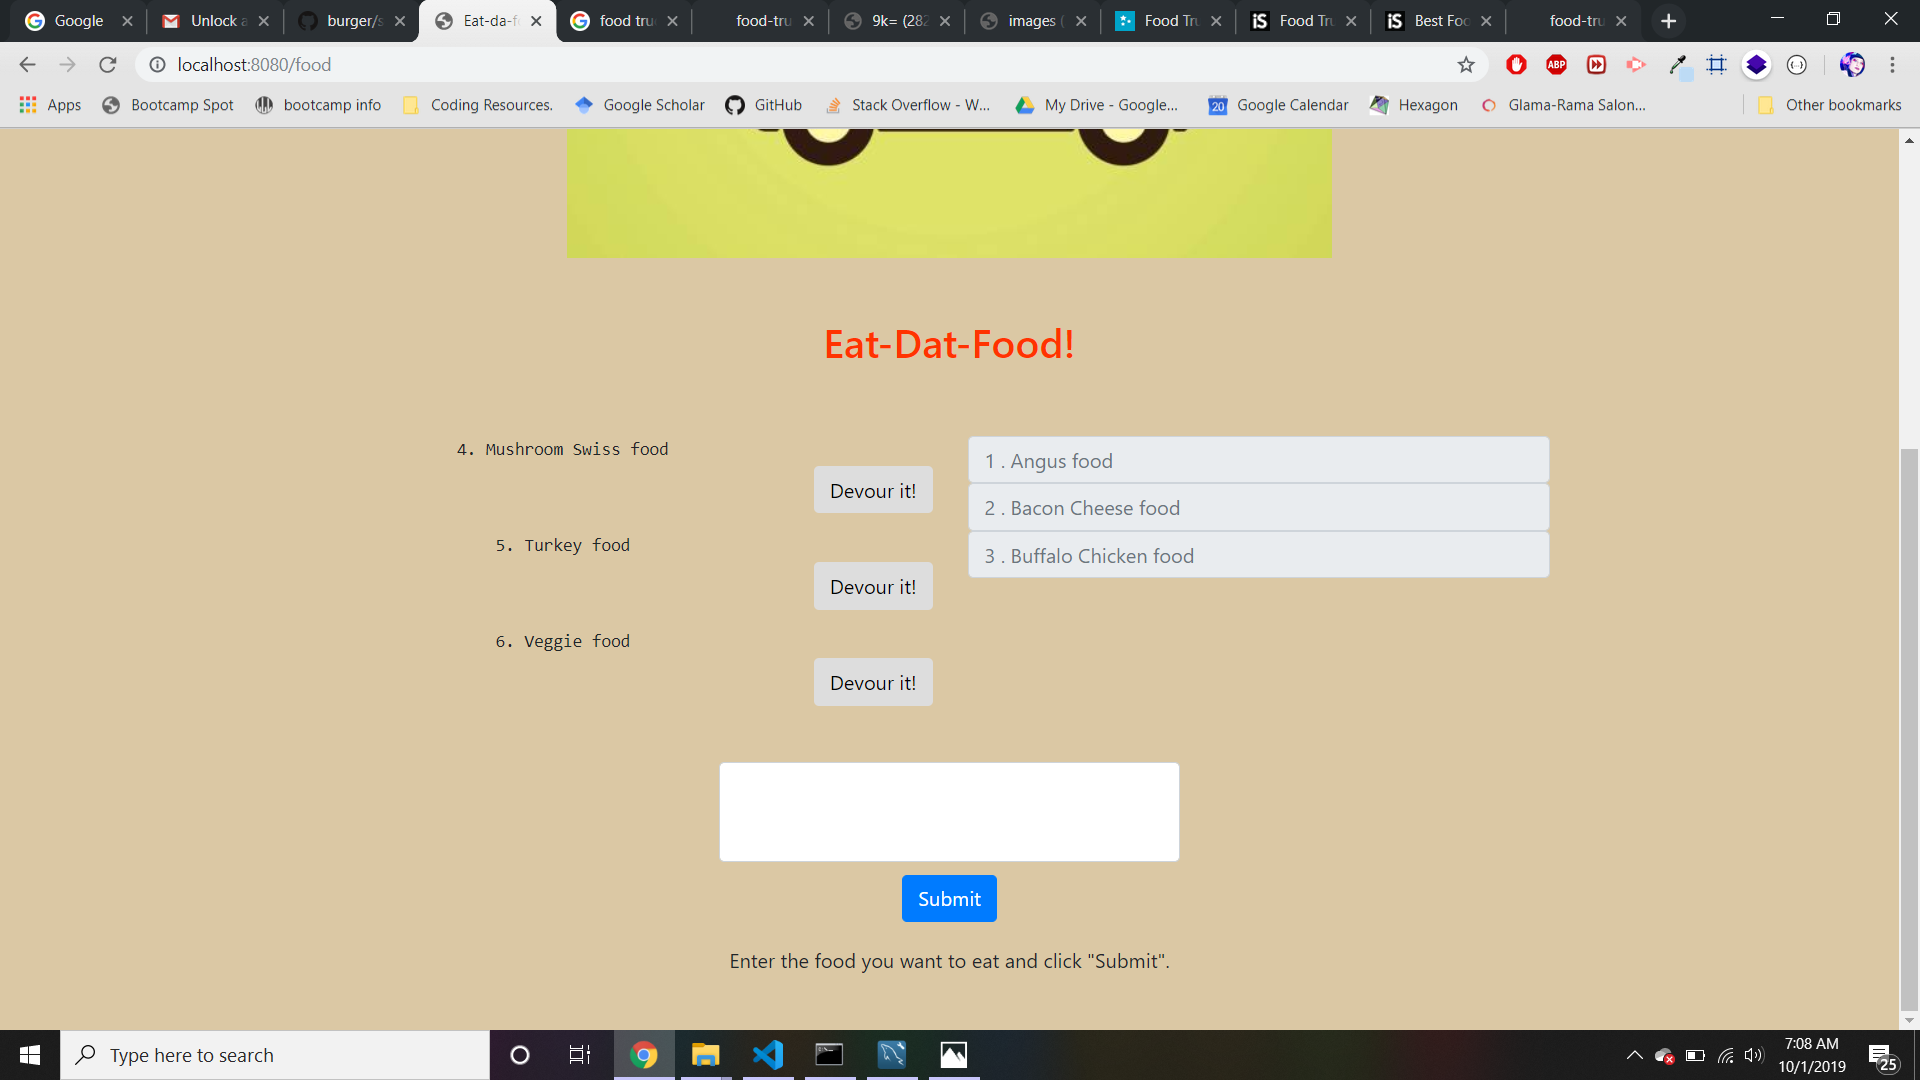 Google
Unlock a
burger/s
Eat-da-f
food tru
food-tru
9k= (282
images (
Food Tru
Food Tru
Best Foo
food-tru
localhost:8080/food
ABP
Apps
Bootcamp Spot
bootcamp info
Coding Resources.
Google Scholar
GitHub
Stack Overflow - W...
My Drive - Google...
20
Google Calendar
Hexagon
Glama-Rama Salon...
Other bookmarks
Eat-Dat-Food!
4. Mushroom Swiss food
Devour it!
5. Turkey food
Devour it!
6. Veggie food
Devour it!
1 . Angus food
2 . Bacon Cheese food
3 . Buffalo Chicken food
Submit
Enter the food you want to eat and click "Submit".
Type here to search
7:08 AM
10/1/2019
25